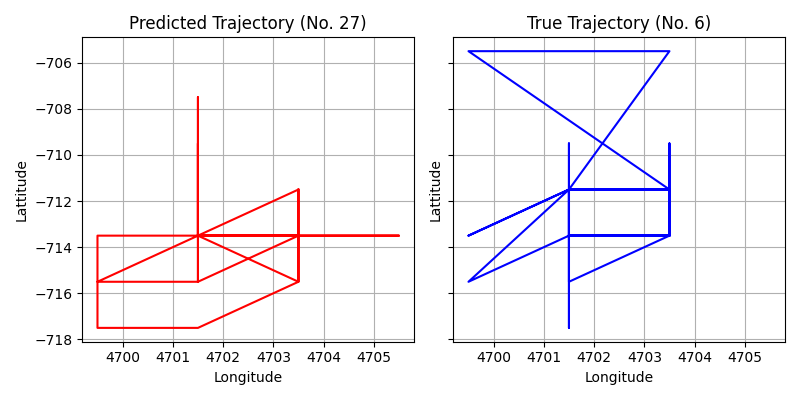 Predicted Trajectory (No. 27)
True Trajectory (No. 6)
Lattitude
−706
−708
−710
−712
−714
−716
−718
4700 4701 4702 4703 4704 4705
Longitude
Lattitude
4700 4701 4702 4703 4704 4705
Longitude